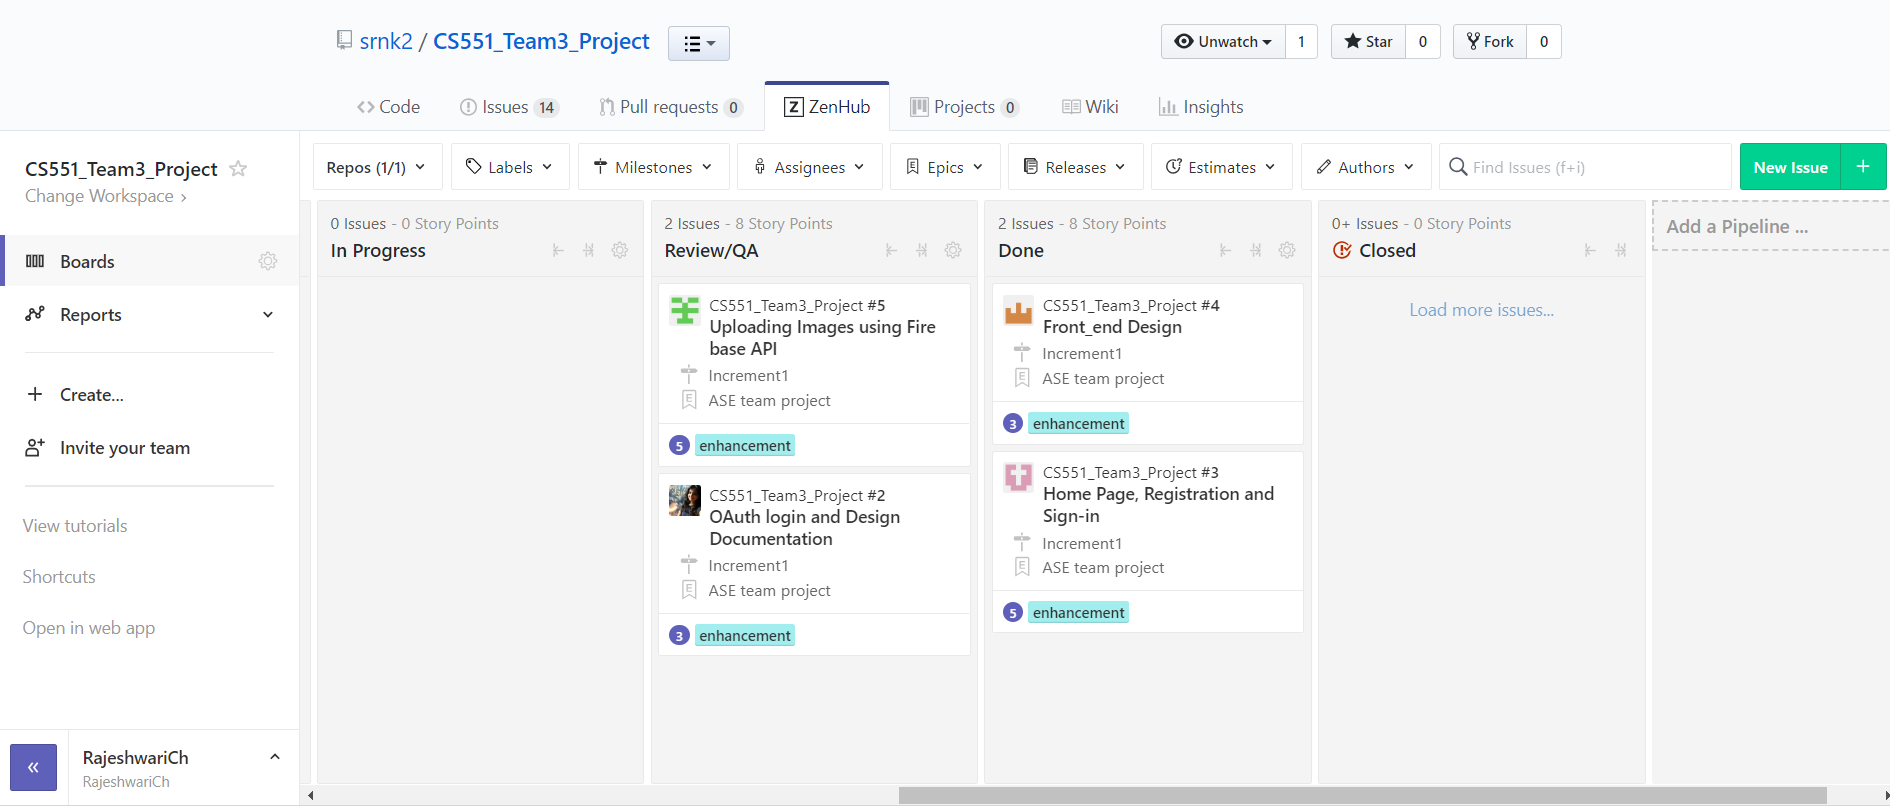 srnk2 / CS551_Team3_Project
Unwatch 1
Star 0
Fork 0
Code
Issues 14
Pull requests 0
Z ZenHub
Projects 0
Wiki
Insights
CS551_Team3_Project
Change Workspace
Boards
Reports
Create...
Invite your team
View tutorials
Shortcuts
Open in web app
RajeshwariCh
RajeshwariCh
Repos (1/1)
Labels
Milestones
Assignees
Epics
Releases
Estimates
Authors
Find Issues (f+i)
New Issue +
0 Issues - 0 Story Points
In Progress
2 Issues - 8 Story Points
Review/QA
CS551_Team3_Project #5
Uploading Images using Fire
base API
Increment1
E ASE team project
5 enhancement
CS551_Team3_Project #2
OAuth login and Design
Documentation
Increment1
E ASE team project
3 enhancement
2 Issues - 8 Story Points
Done
CS551_Team3_Project #4
Front_end Design
Increment1
E ASE team project
3 enhancement
CS551_Team3_Project #3
Home Page, Registration and
Sign-in
Increment1
E ASE team project
5 enhancement
0+ Issues - 0 Story Points
Closed
Load more issues...
Add a Pipeline ...